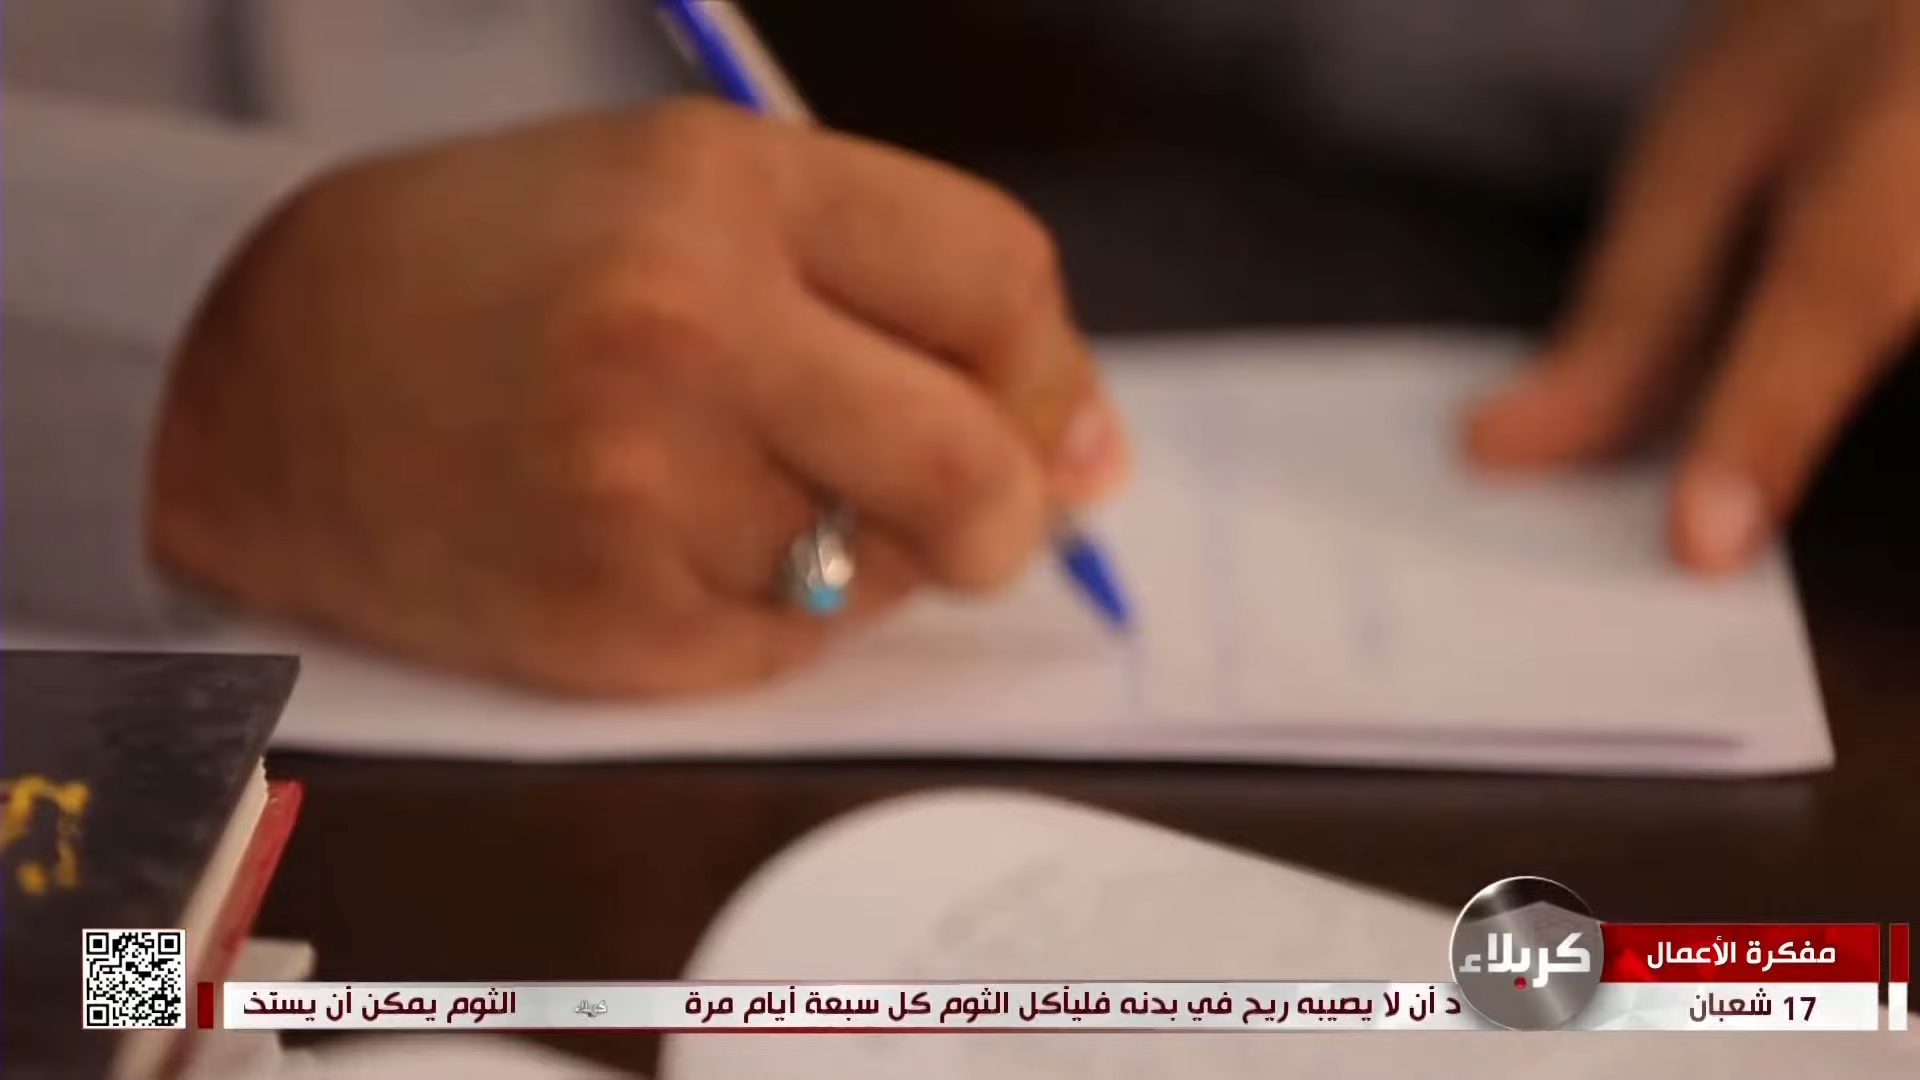 مفكرة الأعمال
كربلاء
17 شعبان
د أن لا يصيبه ريح في بدنه فليأكل الثوم كل سبعة أيام مرة
كربلاء
الثوم يمكن أن يستخ